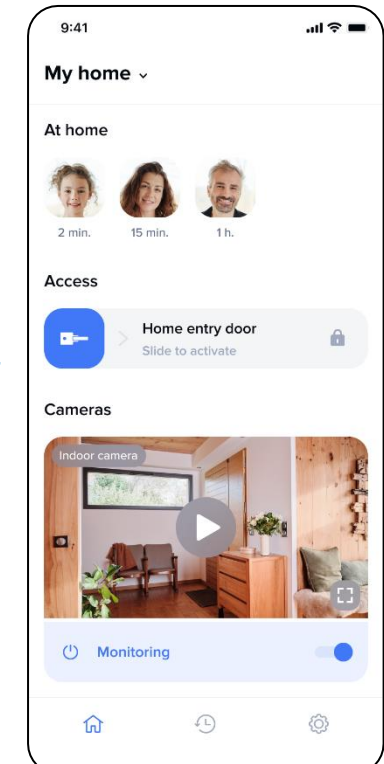 9:41
My home
At home
2 min.
15 min.
1 h.
Access
Home entry door
Slide to activate
Cameras
Indoor camera
Monitoring